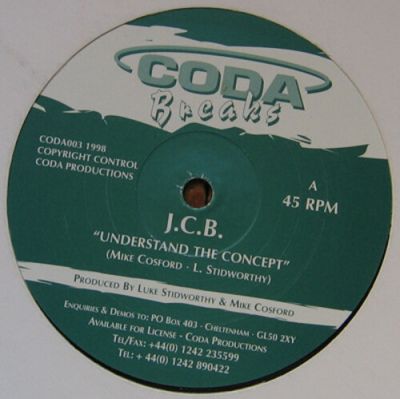 CODA
Breaks
CODA003 1998
COPYRIGHT CONTROL
CODA PRODUCTIONS
A
45 RPM
J.C.B.
"UNDERSTAND THE CONCEPT"
(MIKE COSFORD - L. STIDWORTHY)
PRODUCED BY LUKE STIDWORTHY & MIKE COSFORD
ENQUIRIES & DEMOS TO: PO BOX 403 - CHELTENHAM - GL50 2XY
AVAILABLE FOR LICENSE - CODA PRODUCTIONS
TEL/FAX: +44(0) 1242 235599
TEL: + 44(0) 1242 890422